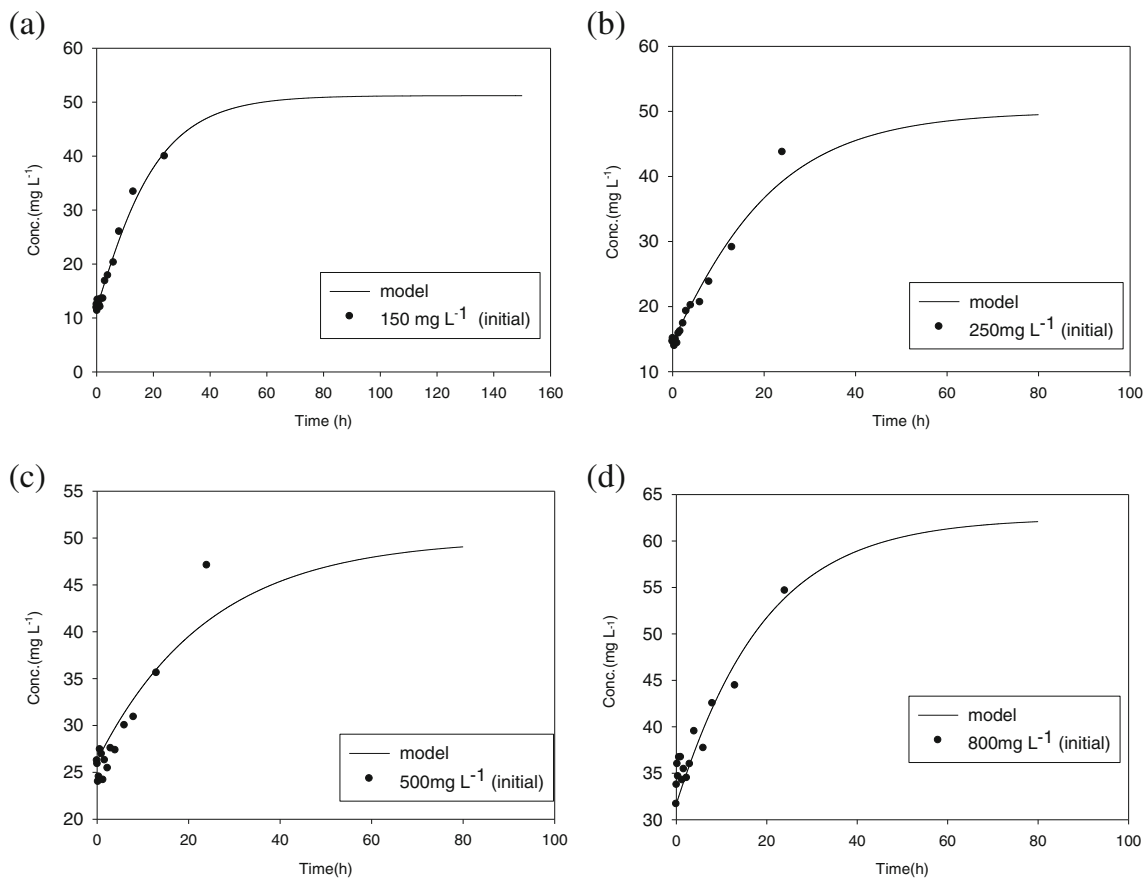 (a)
60
50
40
30
20
10
0
Conc.(mg L-1)
model
150 mg L-1 (initial)
0 20 40 60 80 100 120 140 160
Time (h)
(b)
60
50
40
30
20
10
Conc.(mg L-1)
model
250mg L-1 (initial)
0 20 40 60 80 100
Time (h)
(c)
55
50
45
40
35
30
25
20
Conc.(mg L-1)
model
500mg L-1 (initial)
0 20 40 60 80 100
Time(h)
(d)
65
60
55
50
45
40
35
30
Conc.(mg L-1)
model
800mg L-1 (initial)
0 20 40 60 80 100
Time(h)